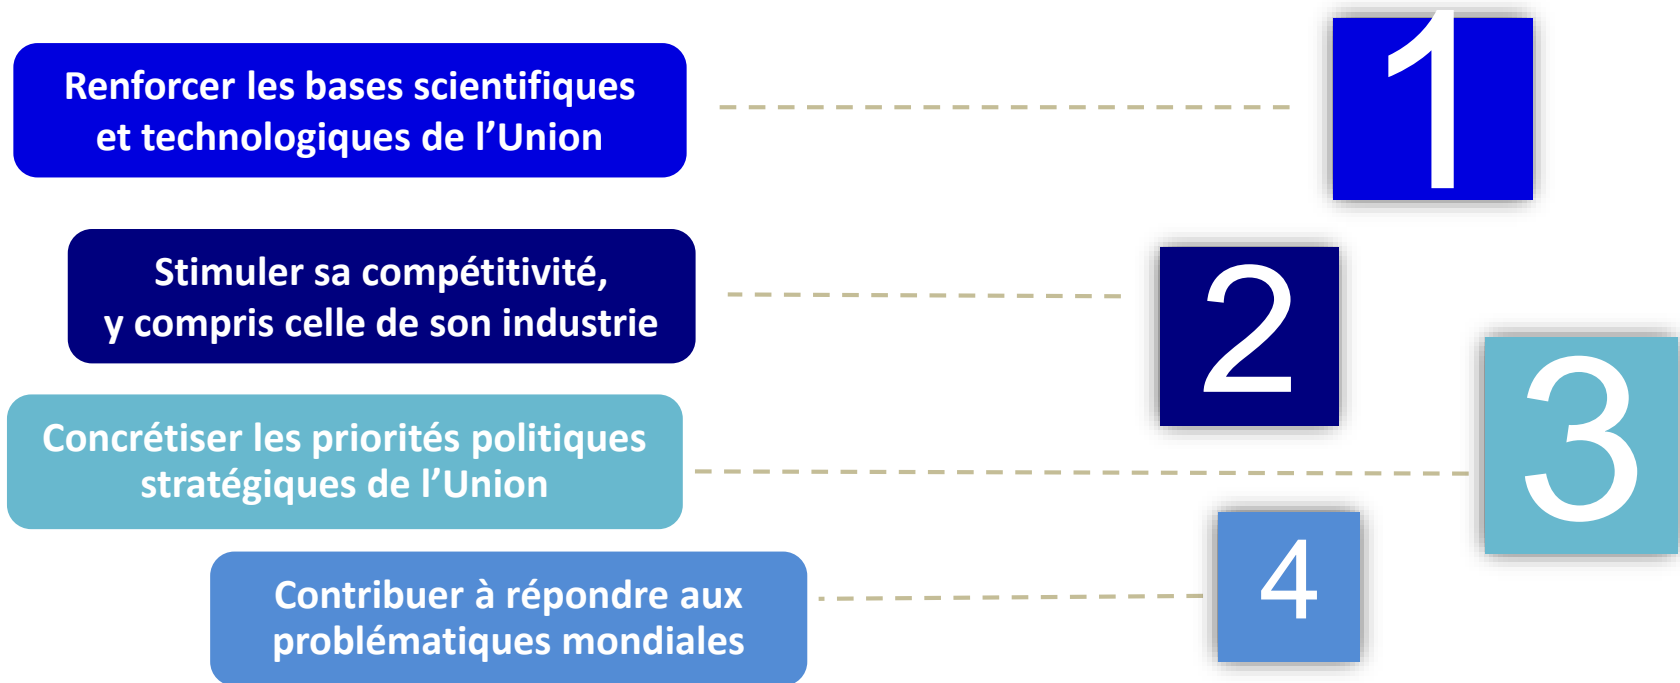 Renforcer les bases scientifiques
et technologiques de l’Union
1
Stimuler sa compétitivité,
y compris celle de son industrie
2
Concrétiser les priorités politiques
stratégiques de l’Union
3
Contribuer à répondre aux
problématiques mondiales
4